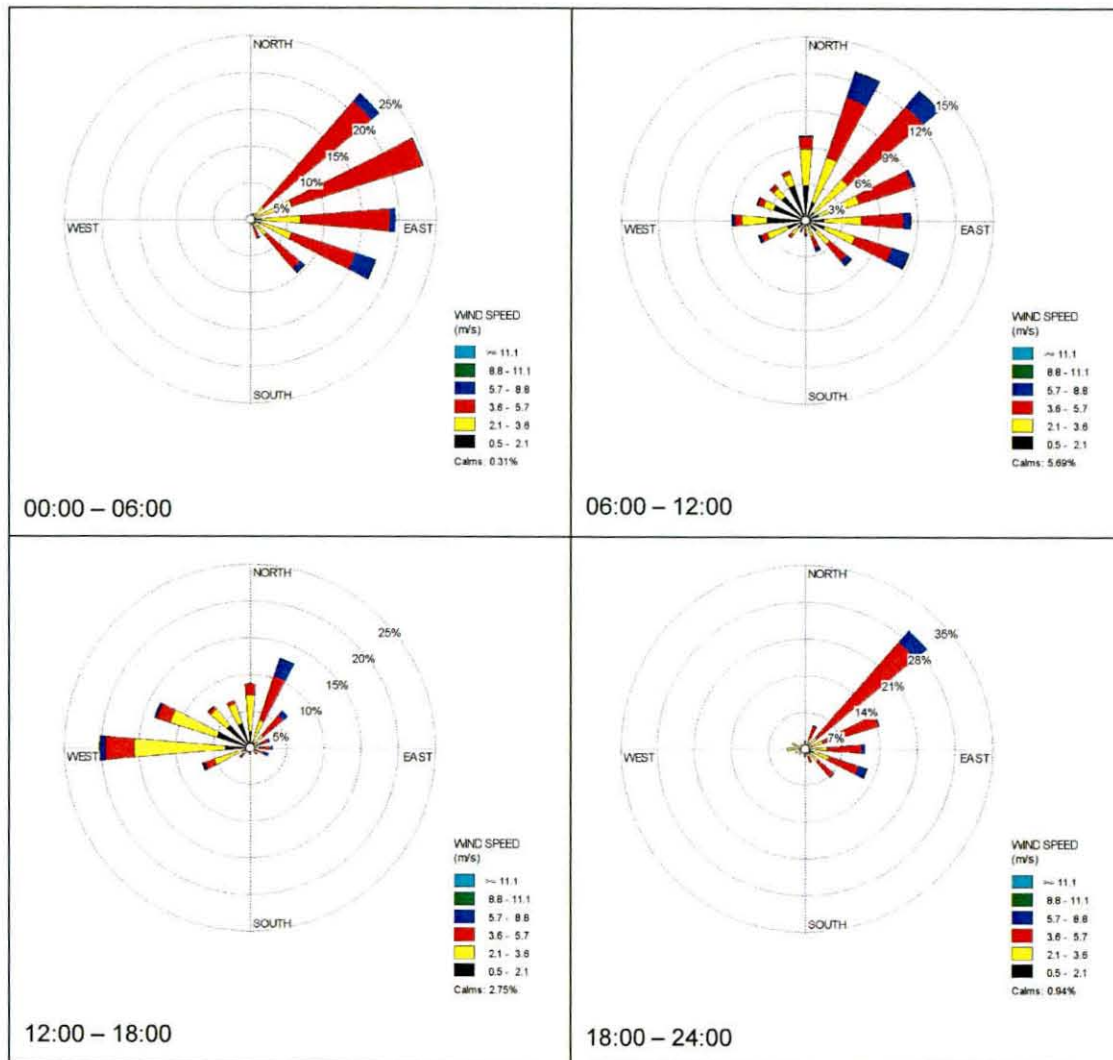 NORTH
25%
20%
15%
10%
5%
WEST
EAST
SOUTH
WIND SPEED
(m/s)
>= 11.1
8.8 - 11.1
5.7 - 8.8
3.6 - 5.7
2.1 - 3.6
0.5 - 2.1
Calms: 0.31%
00:00 – 06:00
NORTH
15%
12%
9%
6%
3%
WEST
EAST
SOUTH
WIND SPEED
(m/s)
>= 11.1
8.8 - 11.1
5.7 - 8.8
3.6 - 5.7
2.1 - 3.6
0.5 - 2.1
Calms: 5.69%
06:00 – 12:00
NORTH
25%
20%
15%
10%
5%
WEST
EAST
SOUTH
WIND SPEED
(m/s)
>= 11.1
8.8 - 11.1
5.7 - 8.8
3.6 - 5.7
2.1 - 3.6
0.5 - 2.1
Calms: 2.75%
12:00 – 18:00
NORTH
35%
28%
21%
14%
7%
WEST
EAST
SOUTH
WIND SPEED
(m/s)
>= 11.1
8.8 - 11.1
5.7 - 8.8
3.6 - 5.7
2.1 - 3.6
0.5 - 2.1
Calms: 0.94%
18:00 – 24:00